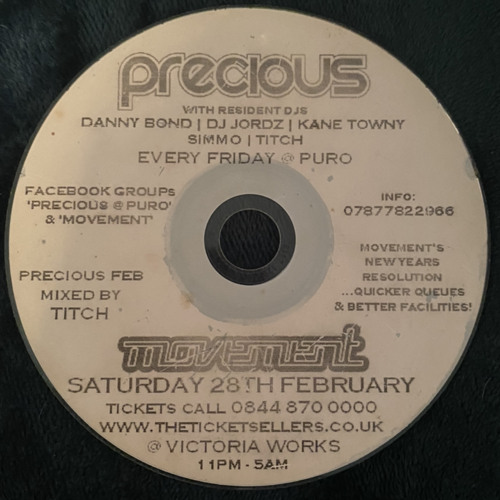 precious
WITH RESIDENT DJS
DANNY BOND | DJ JORDZ | KANE TOWNY
SIMMO | TITCH
EVERY FRIDAY @ PURO
FACEBOOK GROUPS
'PRECIOUS @ PURO'
& 'MOVEMENT'
INFO:
07877822966
PRECIOUS FEB
MIXED BY
TITCH
MOVEMENT'S
NEW YEARS
RESOLUTION
...QUICKER QUEUES
& BETTER FACILITIES!
movement
SATURDAY 28TH FEBRUARY
TICKETS CALL 0844 870 0000
WWW.THETICKETSELLERS.CO.UK
@ VICTORIA WORKS
11PM - 5AM